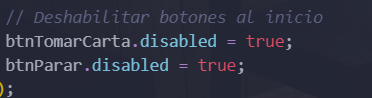 // Deshabilitar botones al inicio
btnTomarCarta.disabled = true;
btnParar.disabled = true;
);